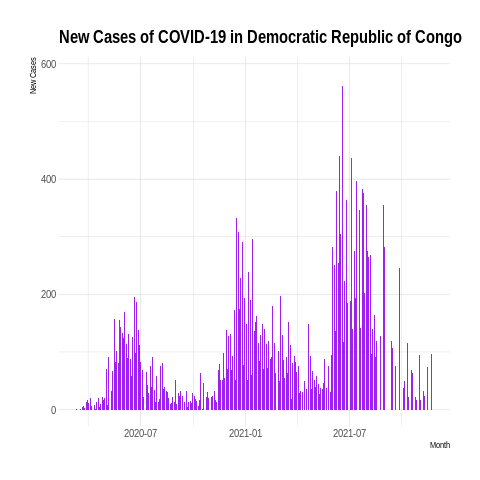 New Cases of COVID-19 in Democratic Republic of Congo
New Cases
600
400
200
0
2020-07
2021-01
2021-07
Month